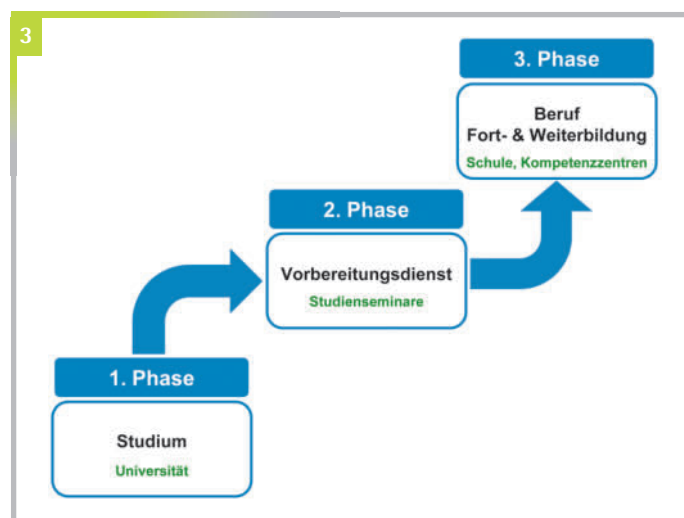 3
3. Phase
Beruf
Fort- & Weiterbildung
Schule, Kompetenzzentren
2. Phase
Vorbereitungsdienst
Studienseminare
1. Phase
Studium
Universität